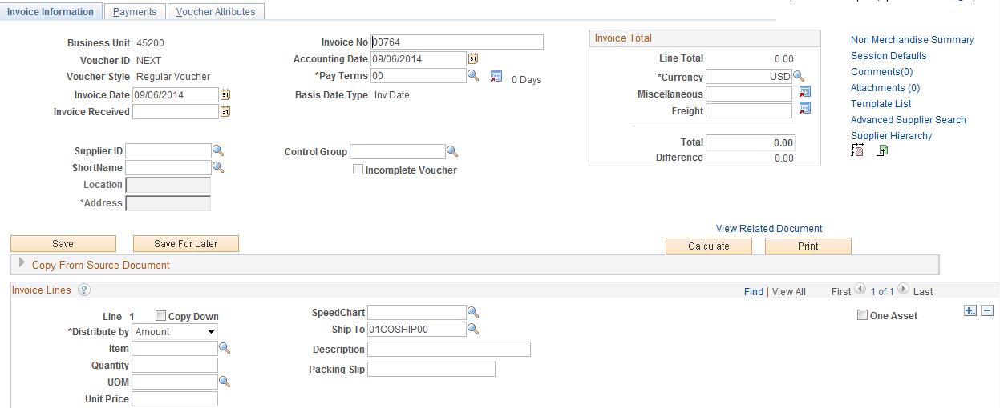 Invoice Information Payments Voucher Attributes
Business Unit 45200 Invoice No 00764 Invoice Total Non Merchandise Summary
Voucher ID NEXT Accounting Date 09/06/2014 31 Line Total 0.00 Session Defaults
Voucher Style Regular Voucher *Pay Terms 00 0 Days *Currency USD Comments(0)
Invoice Date 09/06/2014 31 Basis Date Type Inv Date Miscellaneous Attachments (0)
Invoice Received 31 Freight Template List
Advanced Supplier Search
Total 0.00 Supplier Hierarchy
Supplier ID Control Group Difference 0.00
ShortName Incomplete Voucher
Location
*Address
View Related Document
Save Save For Later Calculate Print
Copy From Source Document
Invoice Lines ? Find | View All First 1 of 1 Last
Line 1 Copy Down SpeedChart One Asset
*Distribute by Amount Ship To 01COSHIP00
Item Description
Quantity Packing Slip
UOM
Unit Price